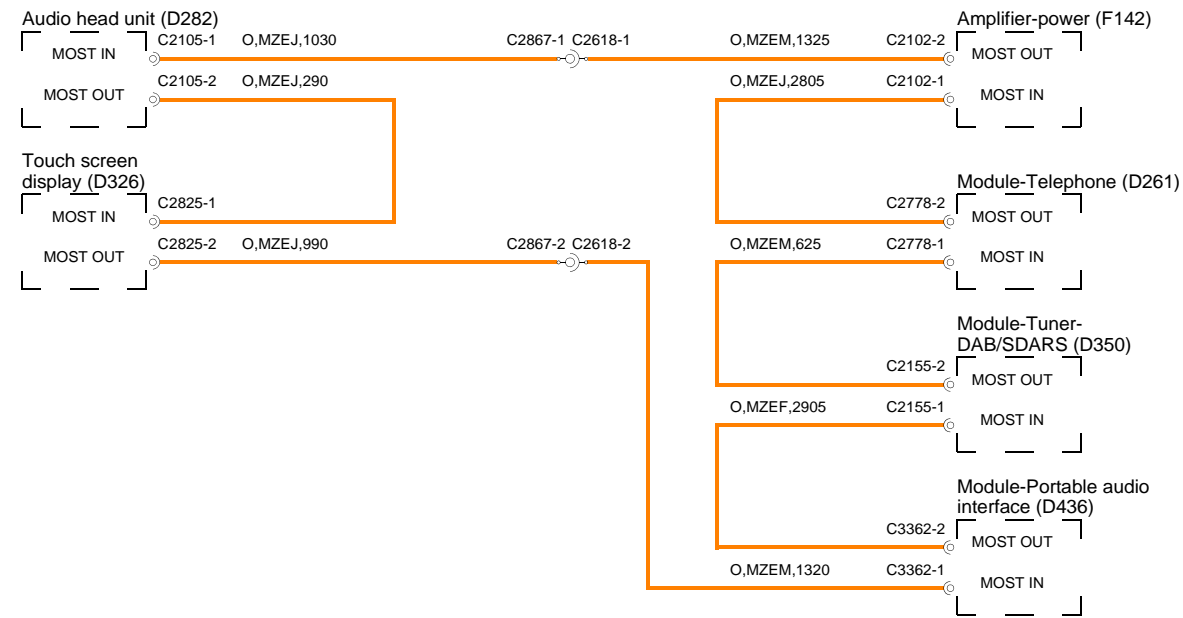 Audio head unit (D282)
C2105-1 O,MZEJ,1030 C2867-1 C2618-1
MOST IN
C2105-2 O,MZEJ,290
MOST OUT
Touch screen
display (D326)
C2825-1
MOST IN
C2825-2 O,MZEJ,990 C2867-2 C2618-2
MOST OUT
Amplifier-power (F142)
O,MZEM,1325 C2102-2
MOST OUT
O,MZEJ,2805 C2102-1
MOST IN
Module-Telephone (D261)
C2778-2
MOST OUT
O,MZEM,625 C2778-1
MOST IN
Module-Tuner-
DAB/SDARS (D350)
C2155-2
MOST OUT
O,MZEF,2905 C2155-1
MOST IN
Module-Portable audio
interface (D436)
C3362-2
MOST OUT
O,MZEM,1320 C3362-1
MOST IN